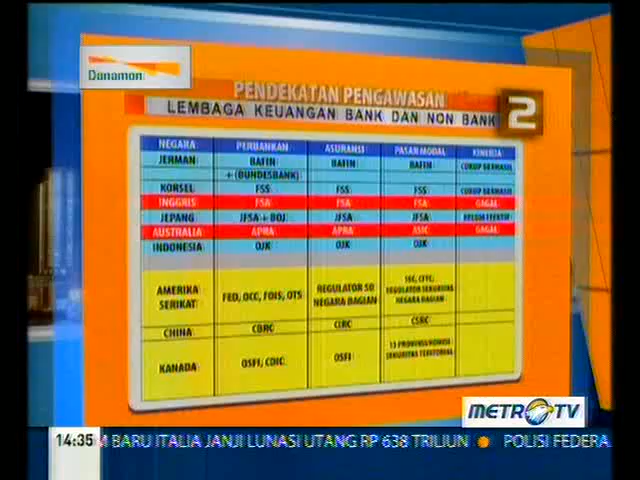 Danamon
PENDEKATAN PENGAWASAN
LEMBAGA KEUANGAN BANK DAN NON BANK
2
NEGARA PERBANKAN ASURANSI PASAR MODAL KINERJA
JERMAN BAFIN BAFIN BAFIN CUKUP BERHASIL
+ (BUNDESBANK)
KORSEL FSS FSS FSS CUKUP BERHASIL
INGGRIS FSA FSA FSA GAGAL
JEPANG JFSA + BOJ JFSA JFSA BELUM EFEKTIF
AUSTRALIA APRA APRA ASIC GAGAL
INDONESIA OJK OJK OJK
AMERIKA SERIKAT FED, OCC, FDIS, OTS REGULATOR 50 NEGARA BAGIAN SEC, CFTC, REGULATOR SEKURITAS NEGARA BAGIAN
CHINA CBRC CIRC CSRC
KANADA OSFI, CDIC OSFI 13 PROVINSI/KOMISI SEKURITAS TERITORIAL
METRO TV
14:35 M BARU ITALIA JANJI LUNASI UTANG RP 638 TRILIUN POLISI FEDERA